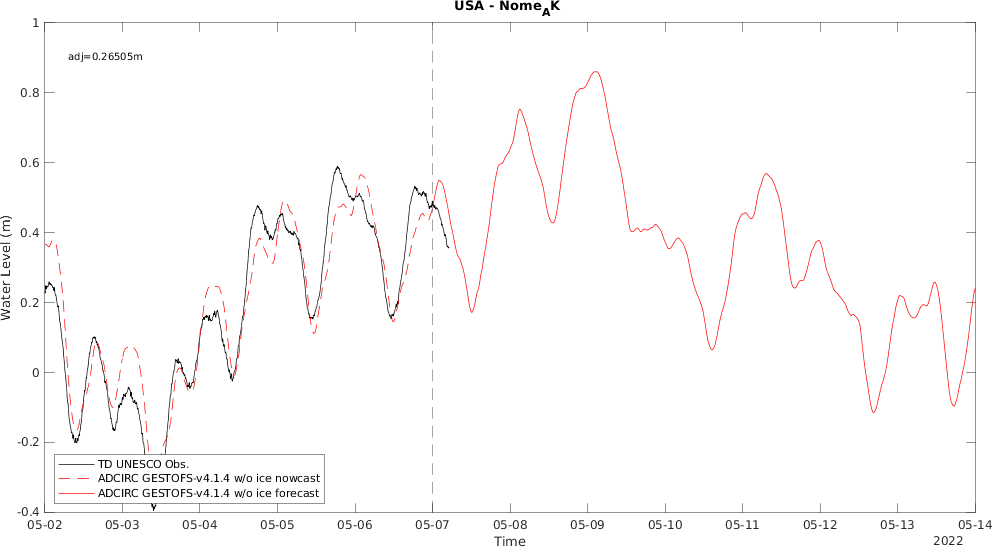 USA - Nome_AK
adj=0.26505m
1
0.8
0.6
0.4
0.2
0
-0.2
-0.4
Water Level (m)
TD UNESCO Obs.
ADCIRC GESTOFS-v4.1.4 w/o ice nowcast
ADCIRC GESTOFS-v4.1.4 w/o ice forecast
05-02 05-03 05-04 05-05 05-06 05-07 05-08 05-09 05-10 05-11 05-12 05-13 05-14
Time
2022